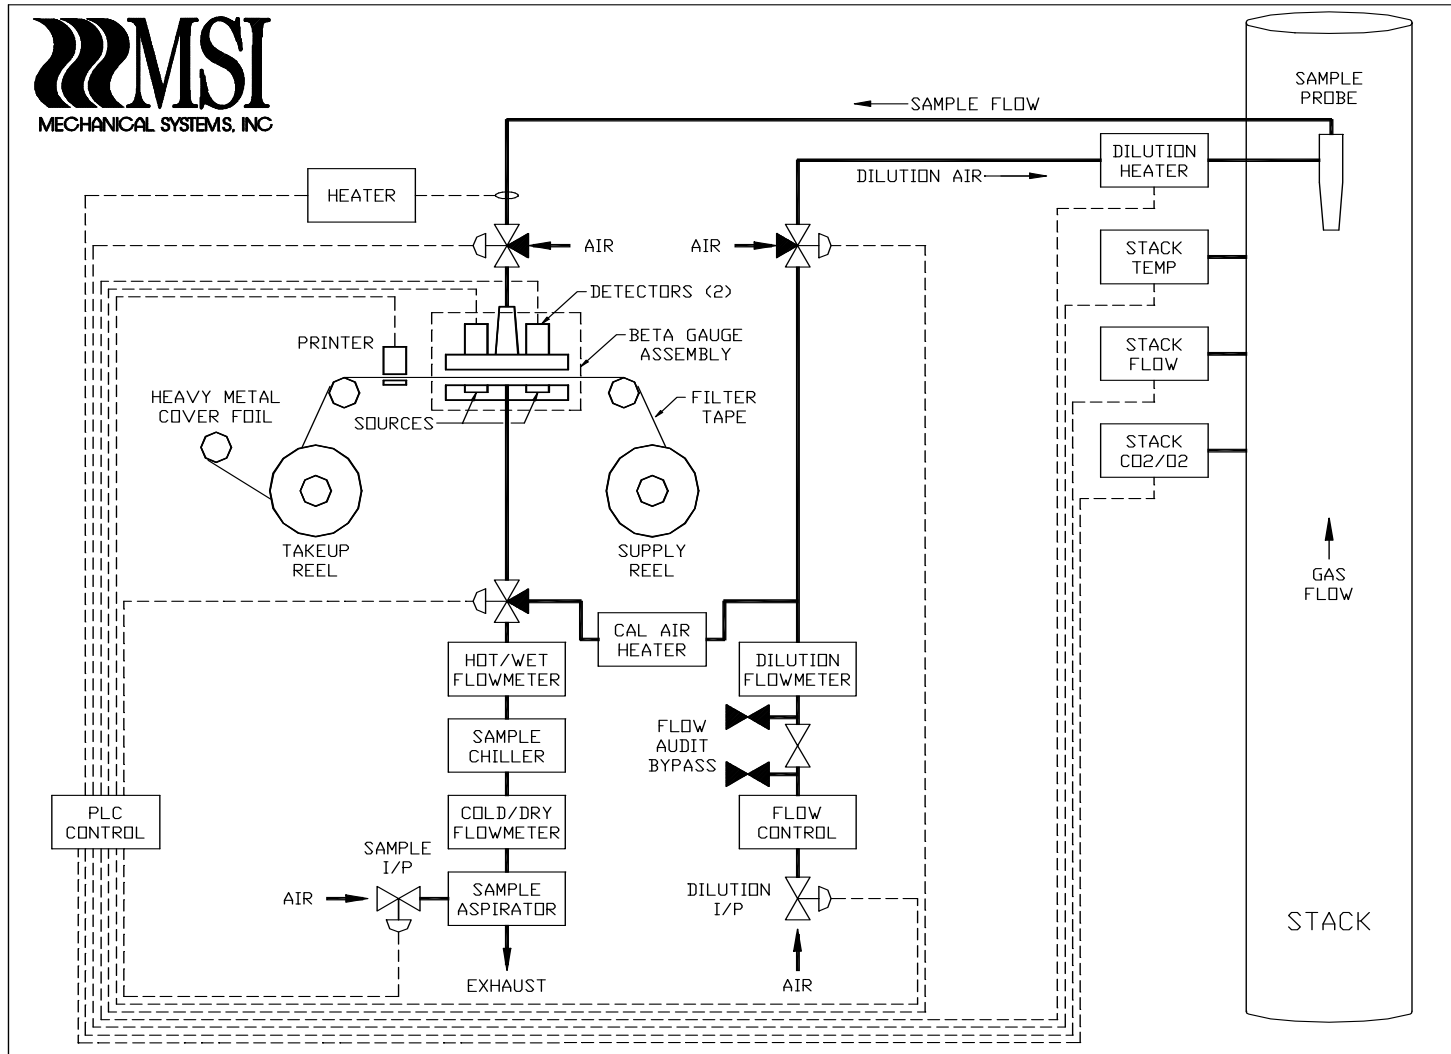 MSI
MECHANICAL SYSTEMS, INC
SAMPLE
PROBE
SAMPLE FLOW
DILUTION
HEATER
DILUTION AIR
HEATER
AIR
AIR
STACK
TEMP
DETECTORS (2)
PRINTER
BETA GAUGE
ASSEMBLY
STACK
FLOW
HEAVY METAL
COVER FOIL
SOURCES
FILTER
TAPE
STACK
CO2/O2
TAKEUP
REEL
SUPPLY
REEL
GAS
FLOW
CAL AIR
HEATER
HOT/WET
FLOWMETER
DILUTION
FLOWMETER
SAMPLE
CHILLER
FLOW
AUDIT
BYPASS
PLC
CONTROL
COLD/DRY
FLOWMETER
FLOW
CONTROL
SAMPLE
I/P
AIR
SAMPLE
ASPIRATOR
DILUTION
I/P
STACK
EXHAUST
AIR